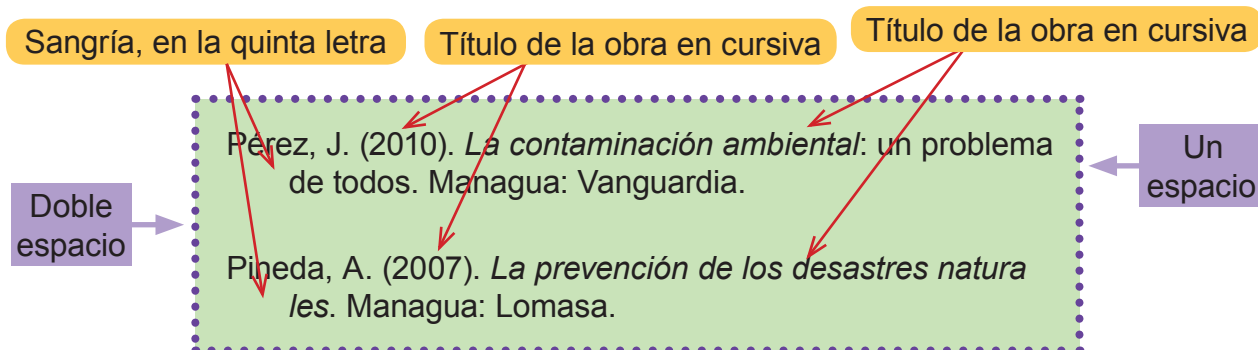 Sangría, en la quinta letra
Título de la obra en cursiva
Título de la obra en cursiva
Pérez, J. (2010). La contaminación ambiental: un problema
de todos. Managua: Vanguardia.
Un
espacio
Doble
espacio
Pineda, A. (2007). La prevención de los desastres natura
les. Managua: Lomasa.